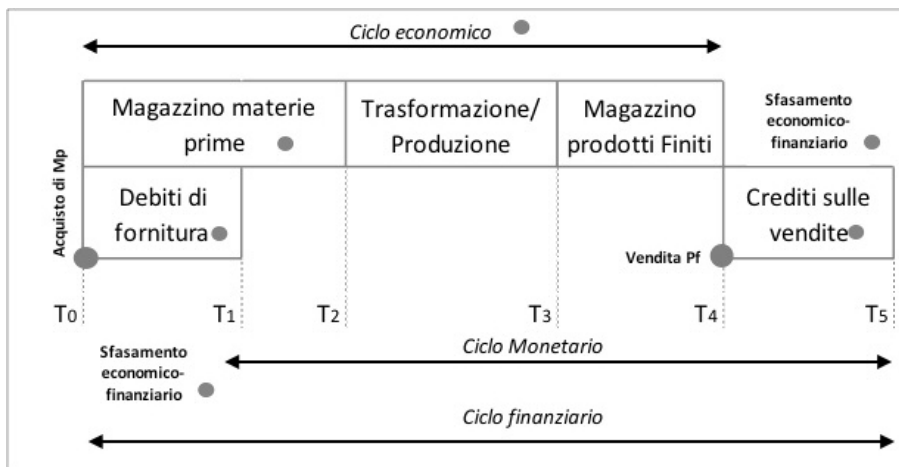 Ciclo economico
Magazzino materie
prime
Trasformazione/
Produzione
Magazzino
prodotti Finiti
Sfasamento
economico-
finanziario
Acquisto di Mp
Debiti di
fornitura
Crediti sulle
vendite
Vendita Pf
T0 T1 T2 T3 T4 T5
Sfasamento
economico-
finanziario
Ciclo Monetario
Ciclo finanziario